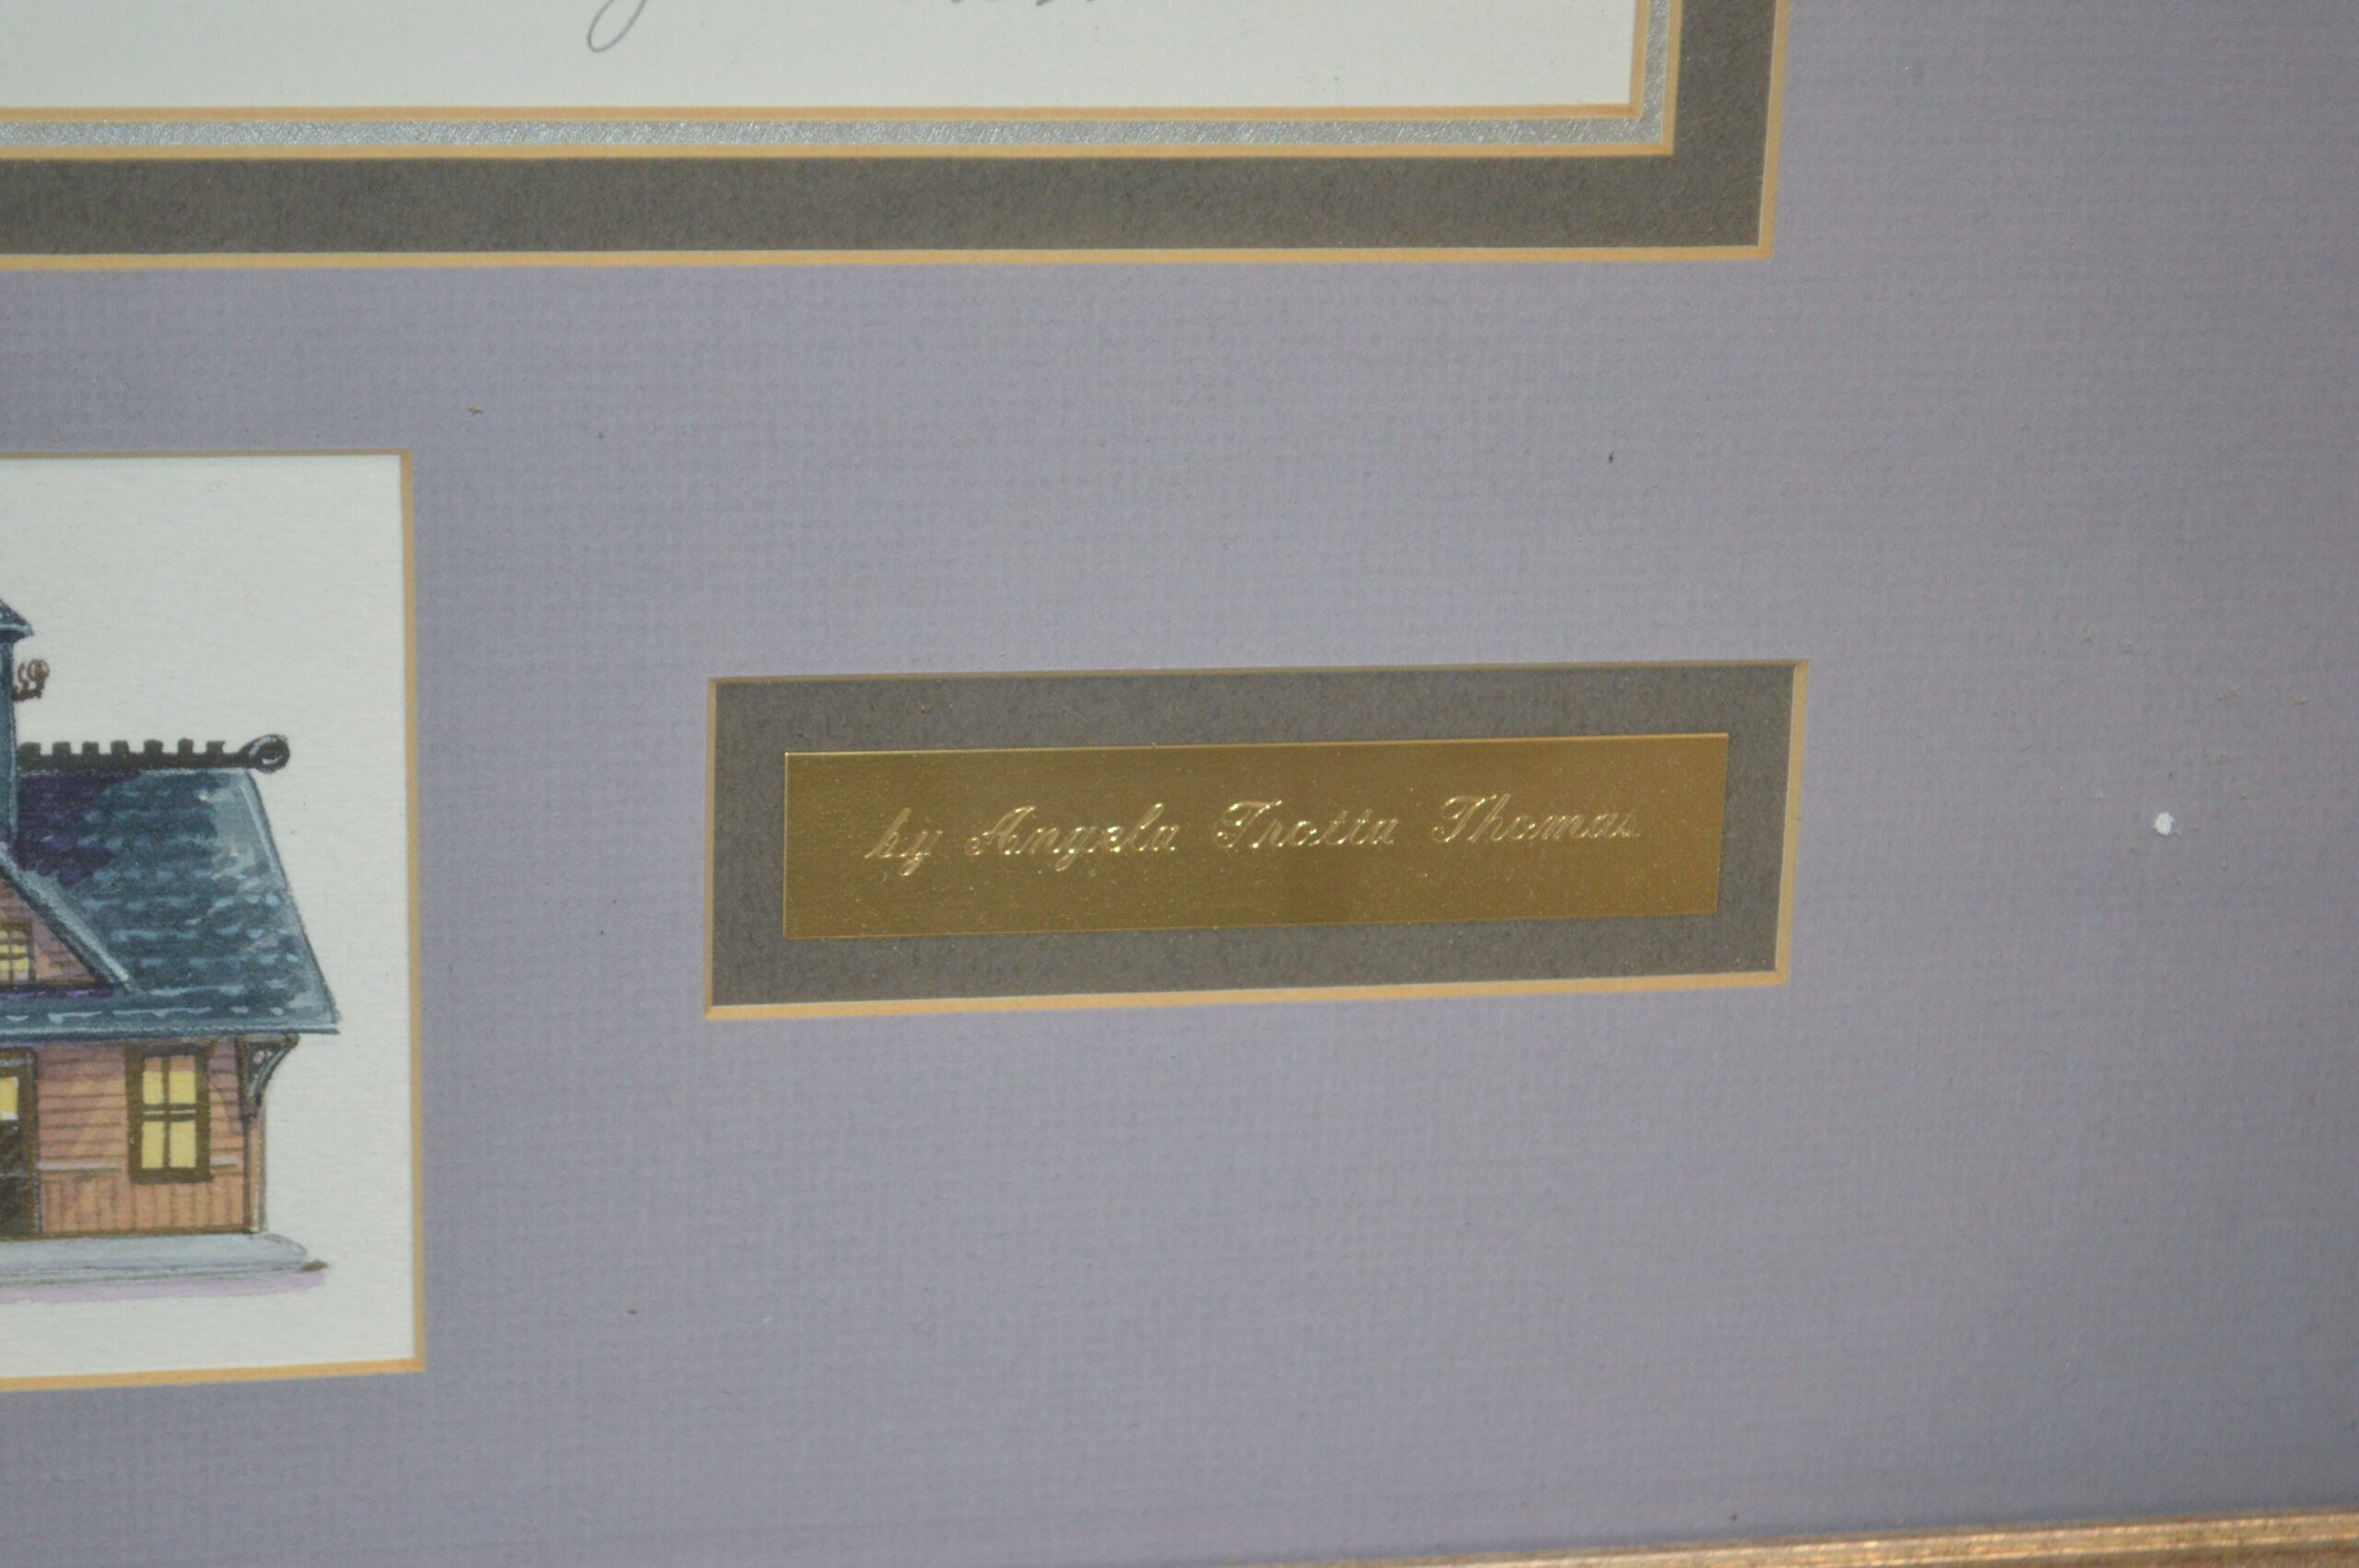 by Angela Trotta Thomas